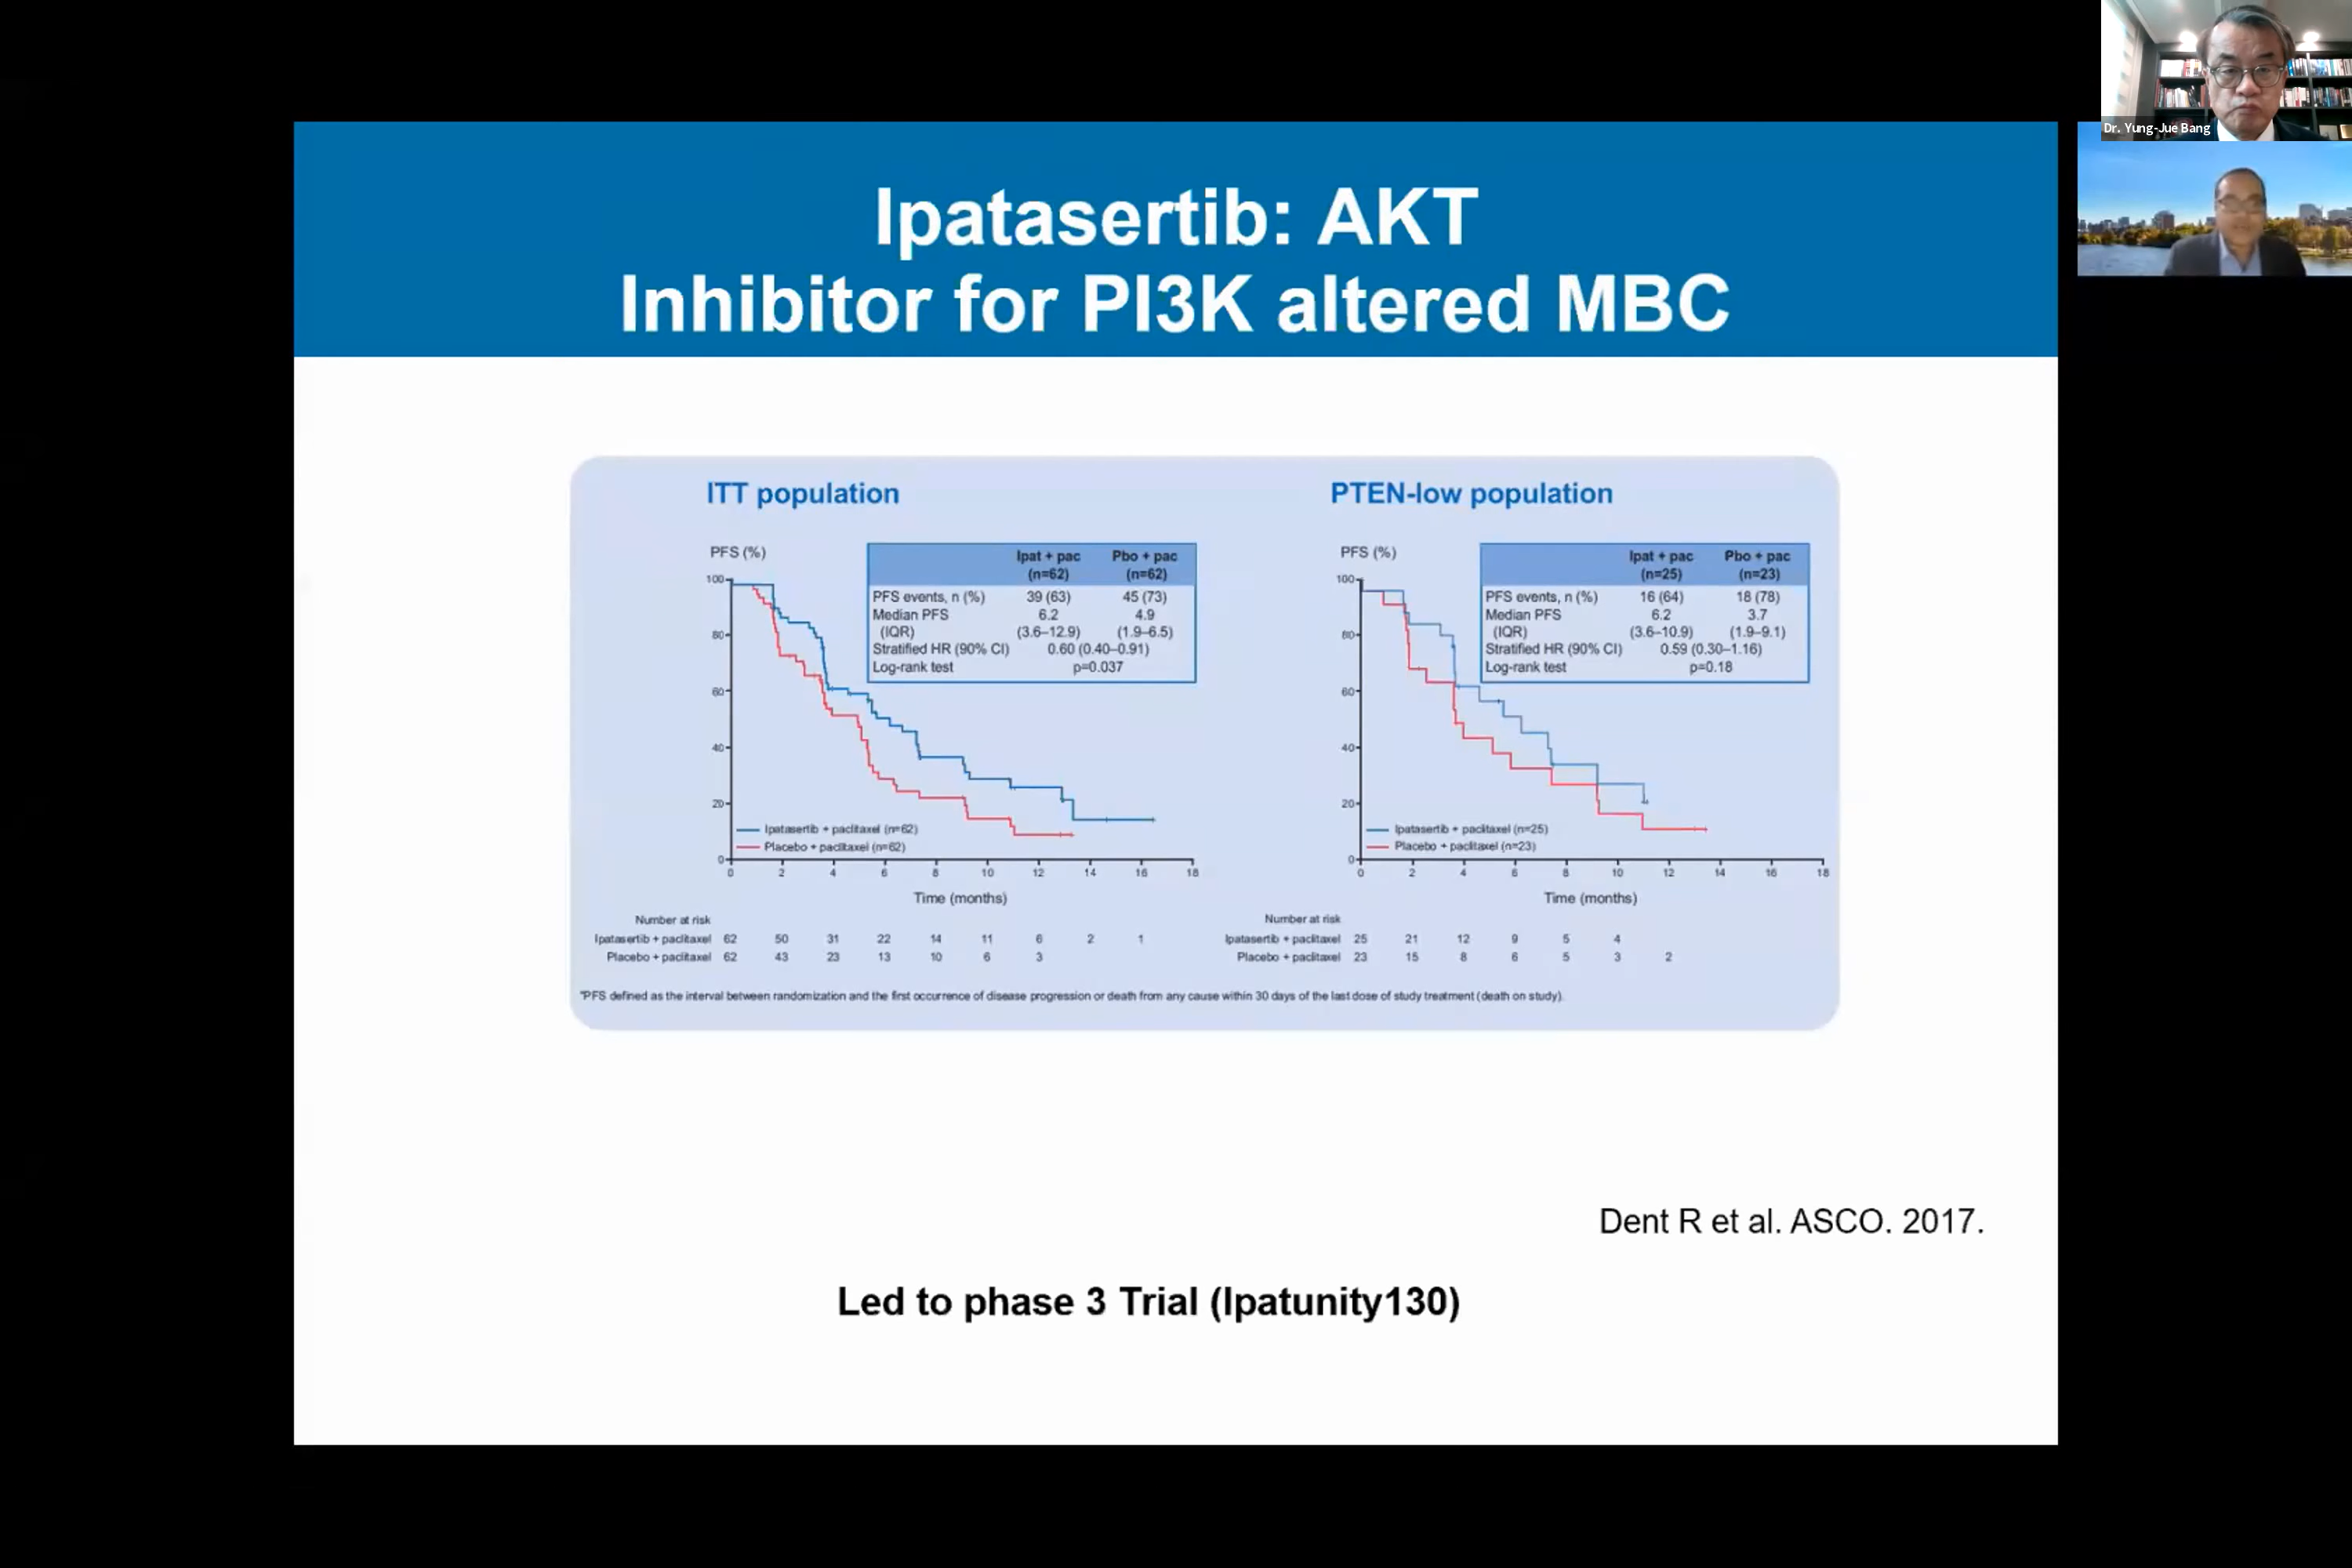 Dr. Yung-Jue Bang
Ipatasertib: AKT
Inhibitor for PI3K altered MBC
ITT population
PFS (%)
Ipat + pac Pbo + pac
(n=62) (n=62)
PFS events, n (%) 39 (63) 45 (73)
Median PFS 6.2 4.9
(IQR) (3.6–12.9) (1.9–6.5)
Stratified HR (90% CI) 0.60 (0.40–0.91)
Log-rank test p=0.037
100
80
60
40
20
0
Ipatasertib + paclitaxel (n=62)
Placebo + paclitaxel (n=62)
0 2 4 6 8 10 12 14 16 18
Time (months)
Number at risk
Ipatasertib + paclitaxel 62 50 31 22 14 11 6 2 1
Placebo + paclitaxel 62 43 23 13 10 6 3
PTEN-low population
PFS (%)
Ipat + pac Pbo + pac
(n=25) (n=23)
PFS events, n (%) 16 (64) 18 (78)
Median PFS 6.2 3.7
(IQR) (3.6–10.9) (1.9–9.1)
Stratified HR (90% CI) 0.59 (0.30–1.16)
Log-rank test p=0.18
100
80
60
40
20
0
Ipatasertib + paclitaxel (n=25)
Placebo + paclitaxel (n=23)
0 2 4 6 8 10 12 14 16 18
Time (months)
Number at risk
Ipatasertib + paclitaxel 25 21 12 9 5 4
Placebo + paclitaxel 23 15 8 6 5 3 2
*PFS defined as the interval between randomization and the first occurrence of disease progression or death from any cause within 30 days of the last dose of study treatment (death on study).
Dent R et al. ASCO. 2017.
Led to phase 3 Trial (Ipatunity130)